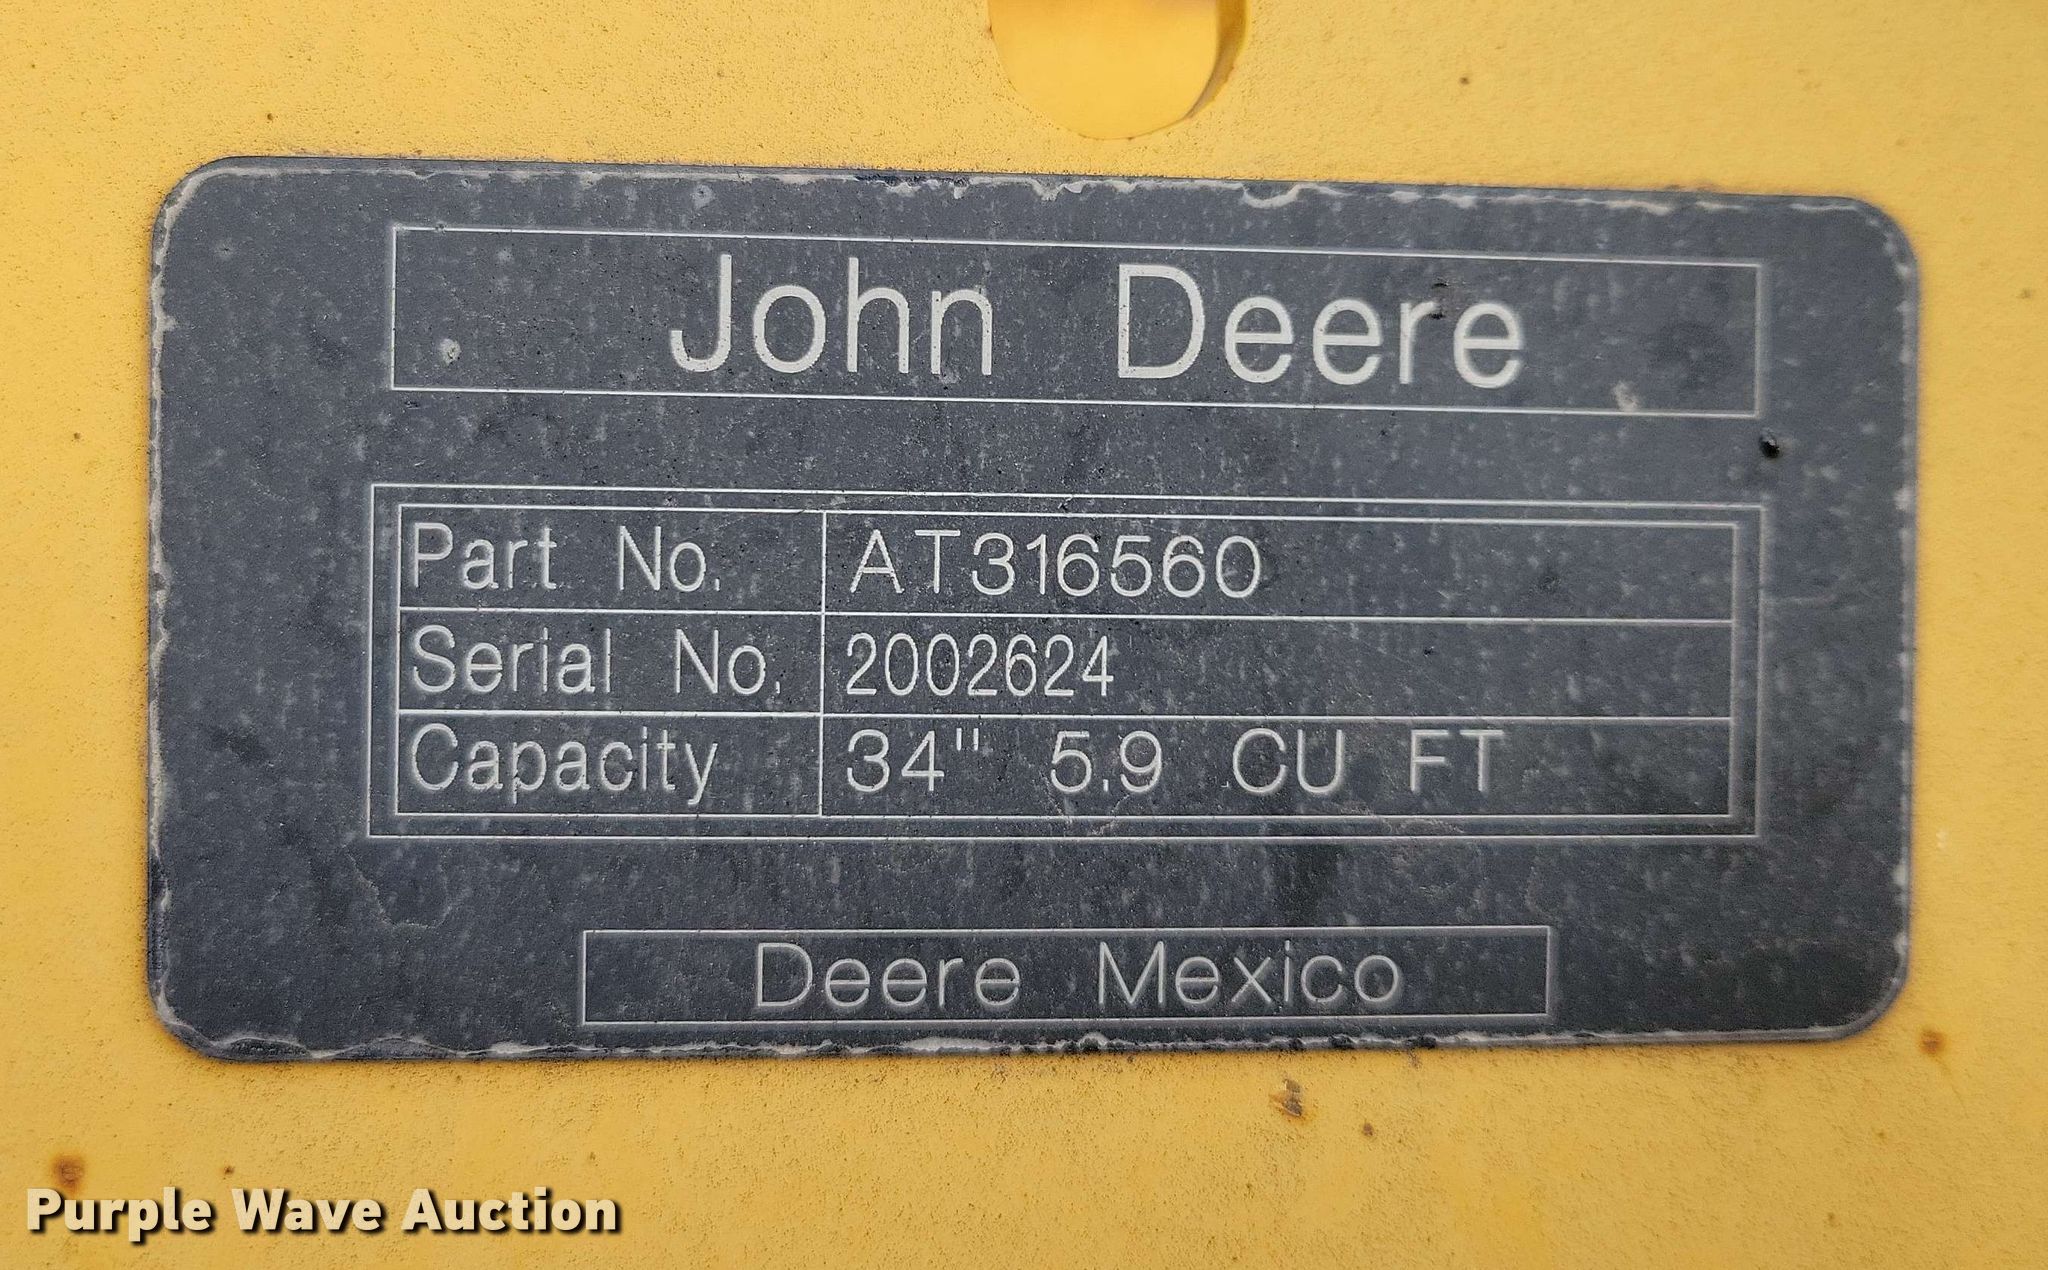 John Deere
Part No. AT316560
Serial No. 2002624
Capacity 34" 5.9 CU FT
Deere Mexico
Purple Wave Auction